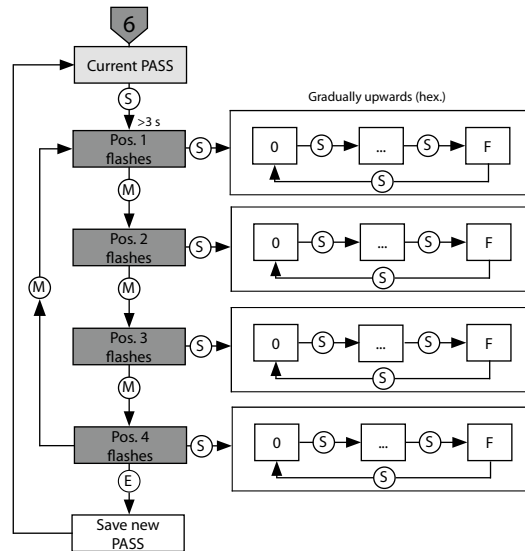 6
Current PASS
S
>3 s
Gradually upwards (hex.)
Pos. 1
flashes
S
0
S
...
S
F
S
M
Pos. 2
flashes
S
0
S
...
S
F
S
M
M
Pos. 3
flashes
S
0
S
...
S
F
S
M
Pos. 4
flashes
S
0
S
...
S
F
S
E
Save new
PASS